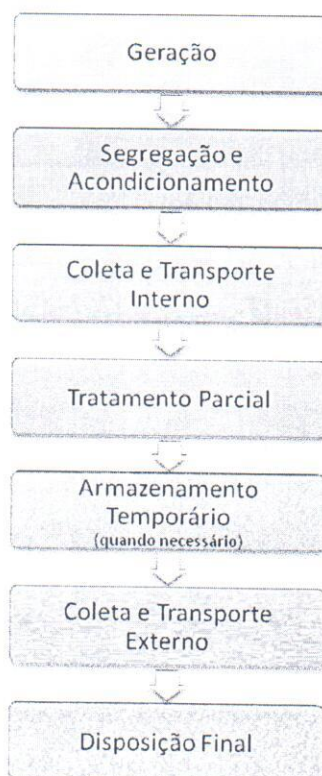 Geração
Segregação e
Acondicionamento
Coleta e Transporte
Interno
Tratamento Parcial
Armazenamento
Temporário
(quando necessário)
Coleta e Transporte
Externo
Disposição Final